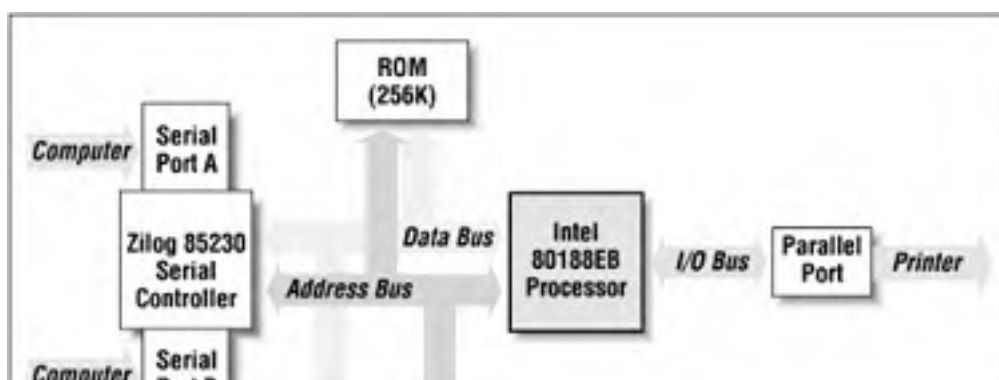 ROM
(256K)
Computer
Serial
Port A
Zilog 85230
Serial
Controller
Data Bus
Address Bus
Intel
80188EB
Processor
I/O Bus
Parallel
Port
Printer
Computer
Serial